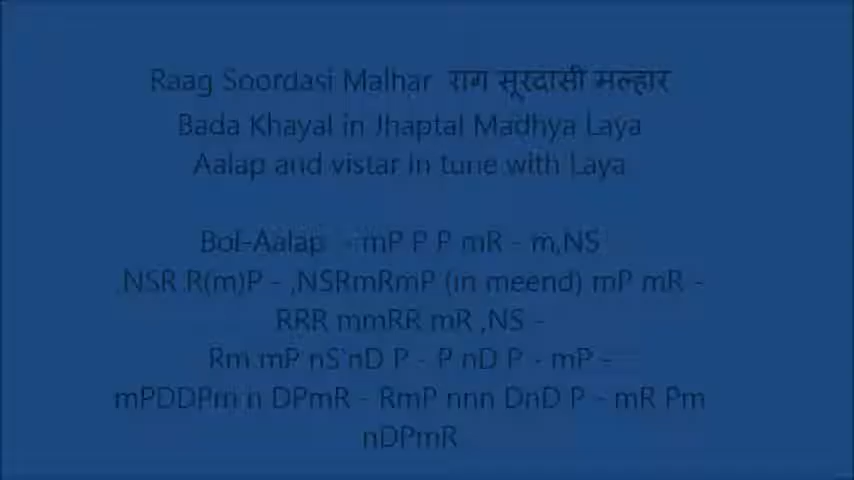 Raag Soordasi Malhar राग सूरदासी मल्हार
Bada Khayal in Jhaptal Madhya Laya
Aalap and vistar in tune with Laya
Bol-Aalap - mP P P mR - m,NS
,NSR R(m)P - ,NSRmRmP (in meend) mP mR -
RRR mmRR mR ,NS -
Rm mP nS'nD P - P nD P - mP -
mPDDPm n DPmR - RmP nnn DnD P - mR Pm
nDPmR